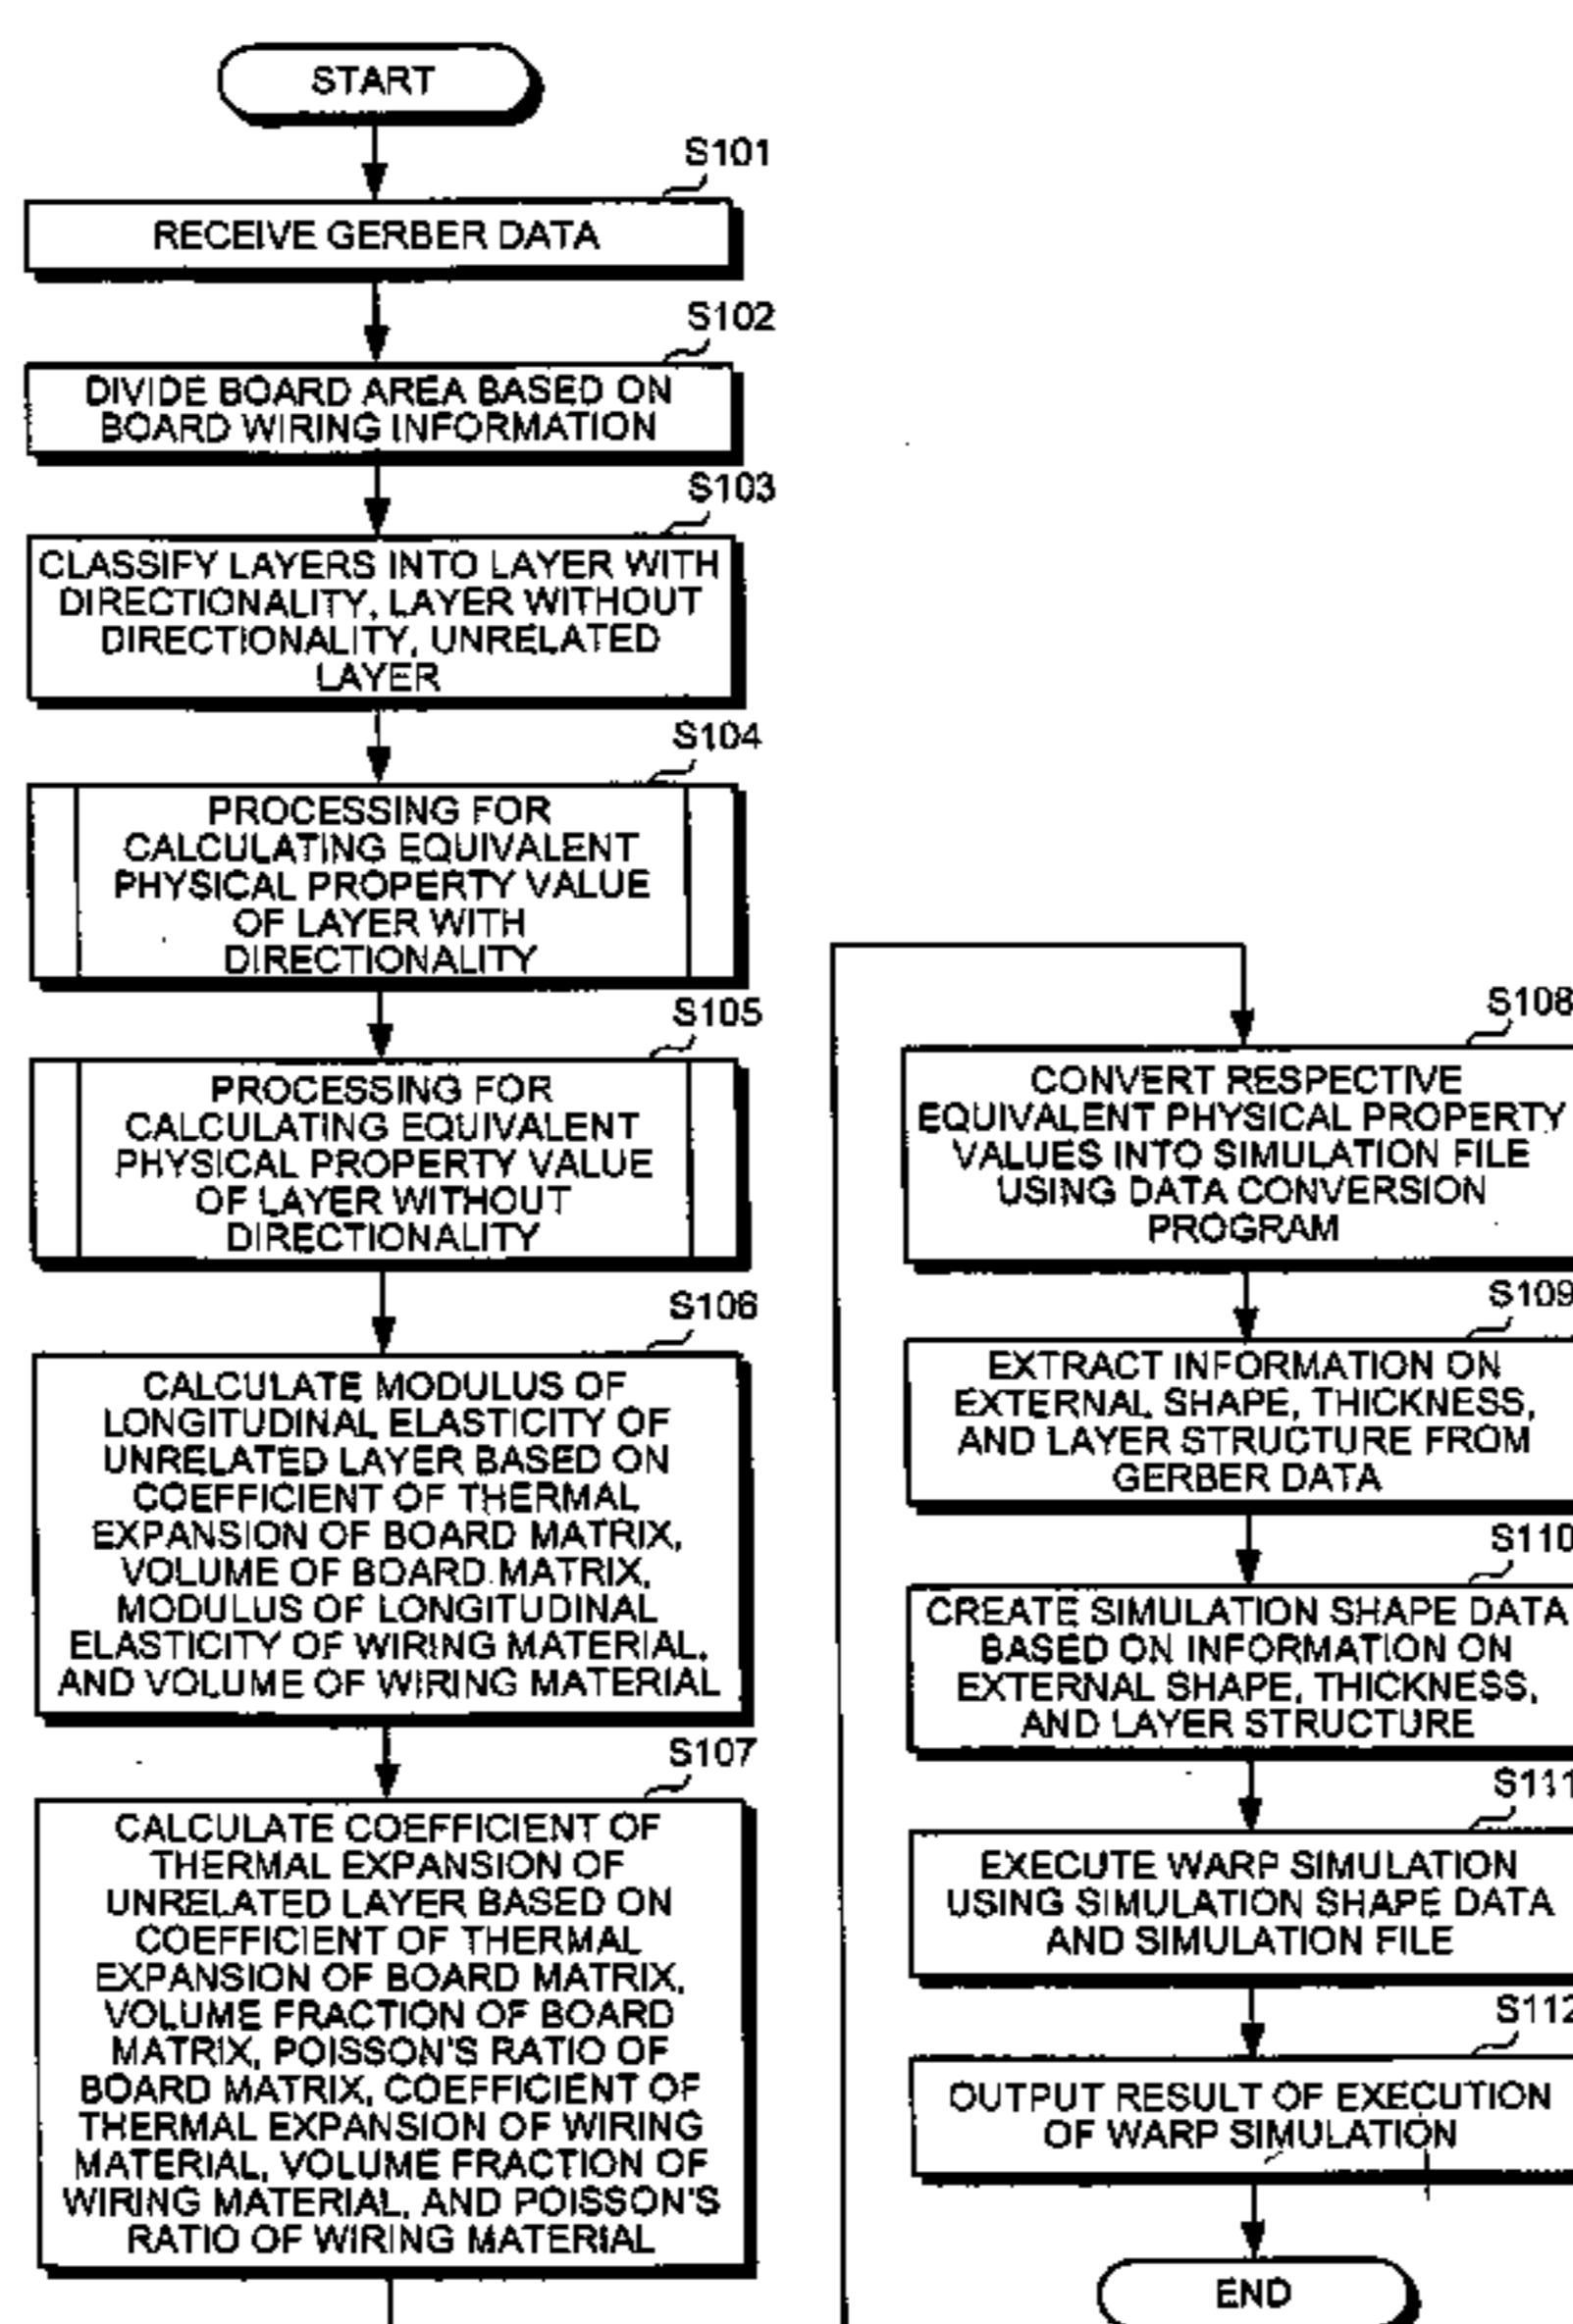 START
S101
RECEIVE GERBER DATA
S102
DIVIDE BOARD AREA BASED ON
BOARD WIRING INFORMATION
S103
CLASSIFY LAYERS INTO LAYER WITH
DIRECTIONALITY, LAYER WITHOUT
DIRECTIONALITY, UNRELATED
LAYER
S104
PROCESSING FOR
CALCULATING EQUIVALENT
PHYSICAL PROPERTY VALUE
OF LAYER WITH
DIRECTIONALITY
S105
PROCESSING FOR
CALCULATING EQUIVALENT
PHYSICAL PROPERTY VALUE
OF LAYER WITHOUT
DIRECTIONALITY
S106
CALCULATE MODULUS OF
LONGITUDINAL ELASTICITY OF
UNRELATED LAYER BASED ON
COEFFICIENT OF THERMAL
EXPANSION OF BOARD MATRIX,
VOLUME OF BOARD MATRIX,
MODULUS OF LONGITUDINAL
ELASTICITY OF WIRING MATERIAL,
AND VOLUME OF WIRING MATERIAL
S107
CALCULATE COEFFICIENT OF
THERMAL EXPANSION OF
UNRELATED LAYER BASED ON
COEFFICIENT OF THERMAL
EXPANSION OF BOARD MATRIX,
VOLUME FRACTION OF BOARD
MATRIX, POISSON'S RATIO OF
BOARD MATRIX, COEFFICIENT OF
THERMAL EXPANSION OF WIRING
MATERIAL, VOLUME FRACTION OF
WIRING MATERIAL, AND POISSON'S
RATIO OF WIRING MATERIAL
S108
CONVERT RESPECTIVE
EQUIVALENT PHYSICAL PROPERTY
VALUES INTO SIMULATION FILE
USING DATA CONVERSION
PROGRAM
S109
EXTRACT INFORMATION ON
EXTERNAL SHAPE, THICKNESS,
AND LAYER STRUCTURE FROM
GERBER DATA
S110
CREATE SIMULATION SHAPE DATA
BASED ON INFORMATION ON
EXTERNAL SHAPE, THICKNESS,
AND LAYER STRUCTURE
S111
EXECUTE WARP SIMULATION
USING SIMULATION SHAPE DATA
AND SIMULATION FILE
S112
OUTPUT RESULT OF EXECUTION
OF WARP SIMULATION
END